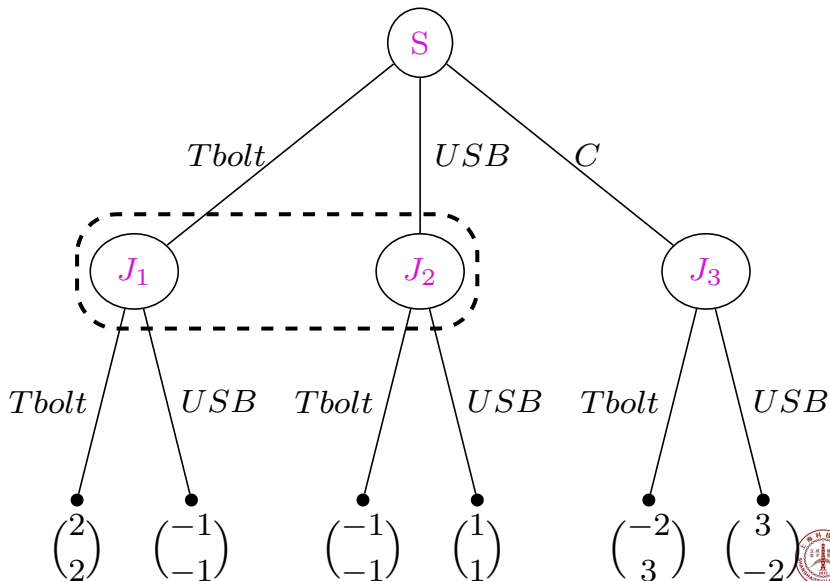 S
Tbolt USB C
J₁ J₂ J₃
Tbolt USB Tbolt USB Tbolt USB
2 −1 −1 1 −2 3
2 −1 −1 1 3 −2